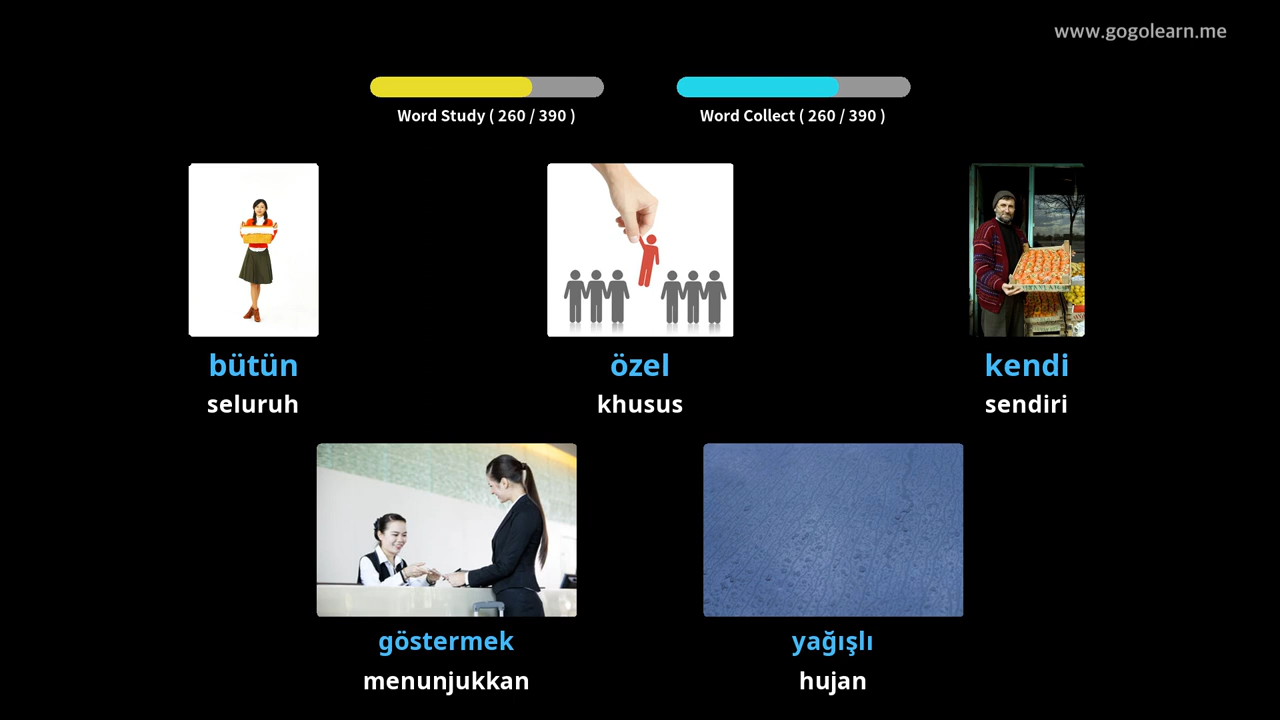 www.gogolearn.me
Word Study ( 260 / 390 )
Word Collect ( 260 / 390 )
bütün
seluruh
özel
khusus
kendi
sendiri
göstermek
menunjukkan
yağışlı
hujan